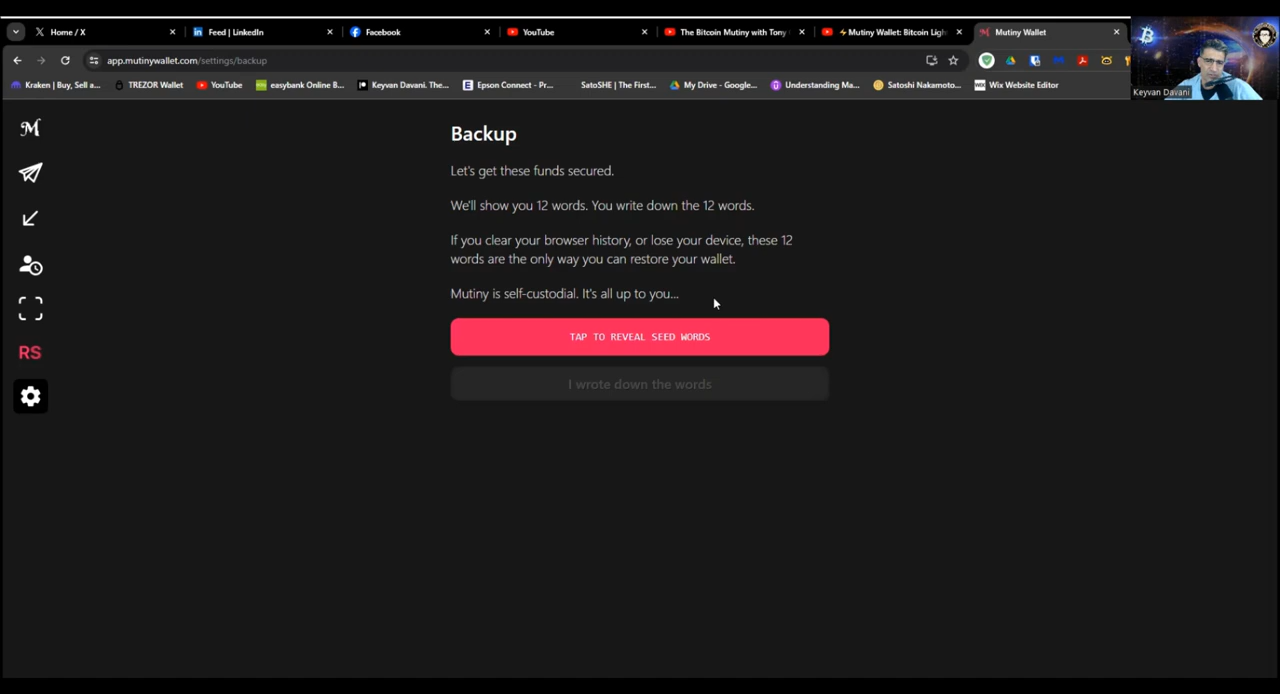 Home / X
Feed | LinkedIn
Facebook
YouTube
The Bitcoin Mutiny with Tony
Mutiny Wallet: Bitcoin Ligh
Mutiny Wallet
app.mutinywallet.com/settings/backup
Kraken | Buy, Sell a...
TREZOR Wallet
YouTube
easybank Online B...
Keyvan Davani. The...
Epson Connect - Pr...
SatoSHE | The First...
My Drive - Google...
Understanding Ma...
Satoshi Nakamoto...
Wix Website Editor
Keyvan Davani
Backup
Let's get these funds secured.
We'll show you 12 words. You write down the 12 words.
If you clear your browser history, or lose your device, these 12
words are the only way you can restore your wallet.
Mutiny is self-custodial. It's all up to you...
TAP TO REVEAL SEED WORDS
I wrote down the words
M
RS